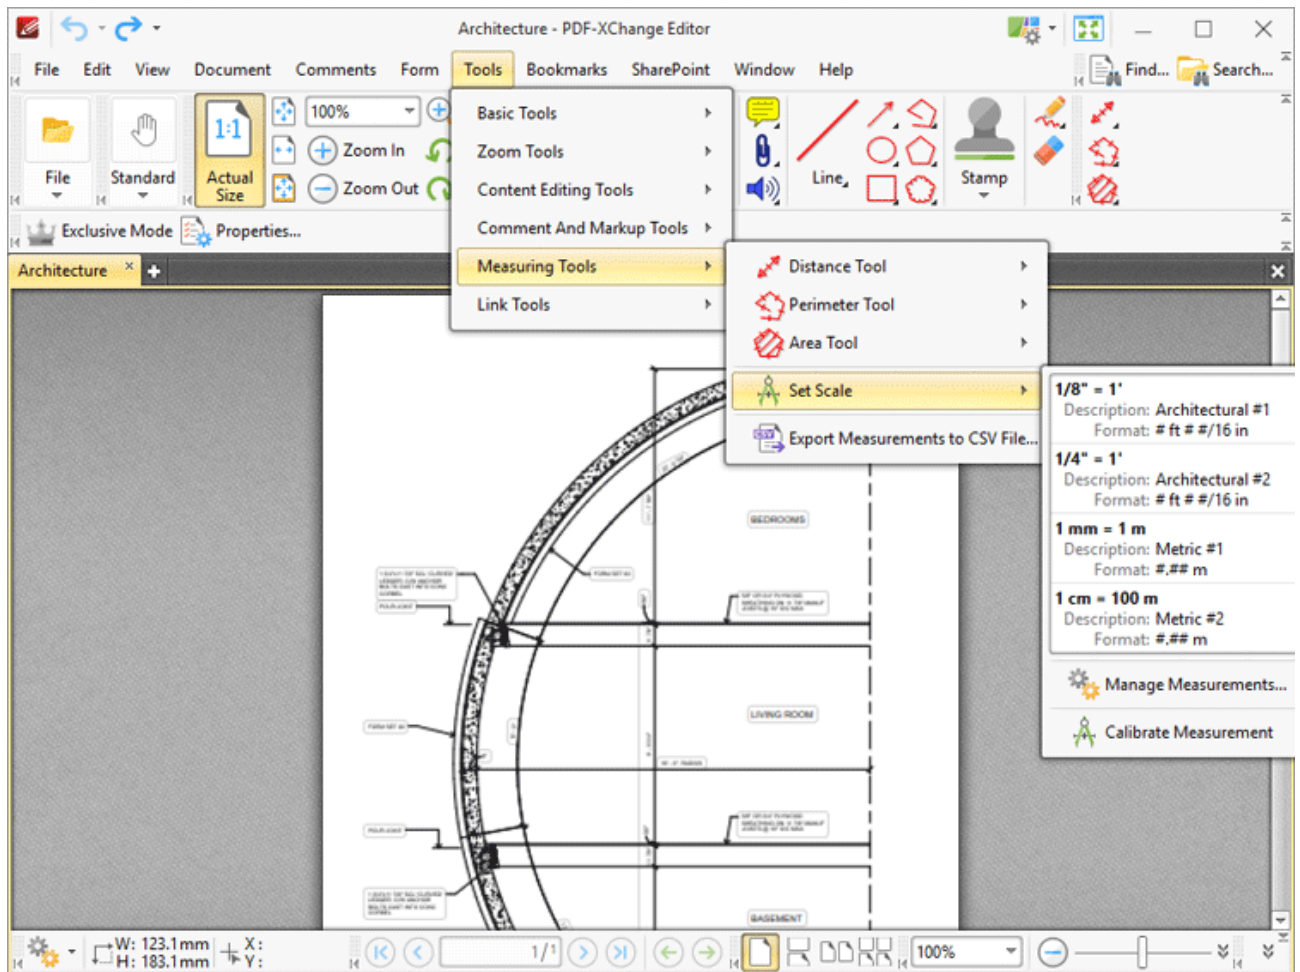 Architecture - PDF-XChange Editor
File Edit View Document Comments Form Tools Bookmarks SharePoint Window Help Find... Search...
File
Standard
1:1
Actual
Size
100%
Zoom In
Zoom Out
Line
Stamp
Exclusive Mode Properties...
Architecture
Basic Tools
Zoom Tools
Content Editing Tools
Comment And Markup Tools
Measuring Tools
Link Tools
Distance Tool
Perimeter Tool
Area Tool
Set Scale
CSV Export Measurements to CSV File...
1/8" = 1'
Description: Architectural #1
Format: # ft # #/16 in
1/4" = 1'
Description: Architectural #2
Format: # ft # #/16 in
1 mm = 1 m
Description: Metric #1
Format: #.## m
1 cm = 100 m
Description: Metric #2
Format: #.## m
Manage Measurements...
Calibrate Measurement
BEDROOMS
LIVING ROOM
BASEMENT
W: 123.1mm X:
H: 183.1mm Y:
1/1
100%